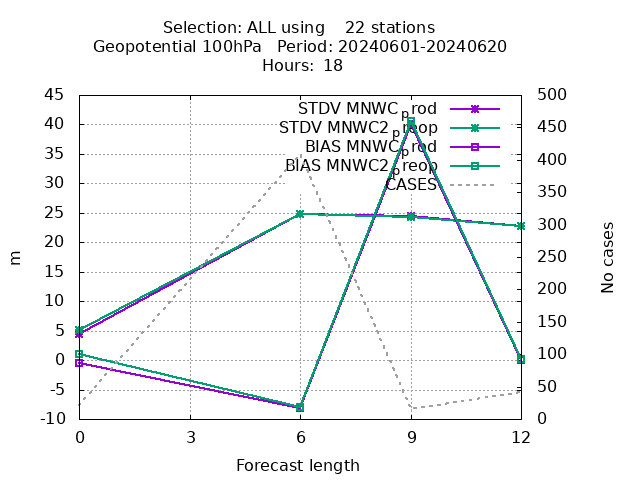 Selection: ALL using    22 stations
Geopotential 100hPa   Period: 20240601-20240620
Hours: 18
STDV MNWC_prod
STDV MNWC2_preop
BIAS MNWC_prod
BIAS MNWC2_preop
CASES
45
40
35
30
25
20
15
10
5
0
-5
-10
m
500
450
400
350
300
250
200
150
100
50
0
No cases
0 3 6 9 12
Forecast length